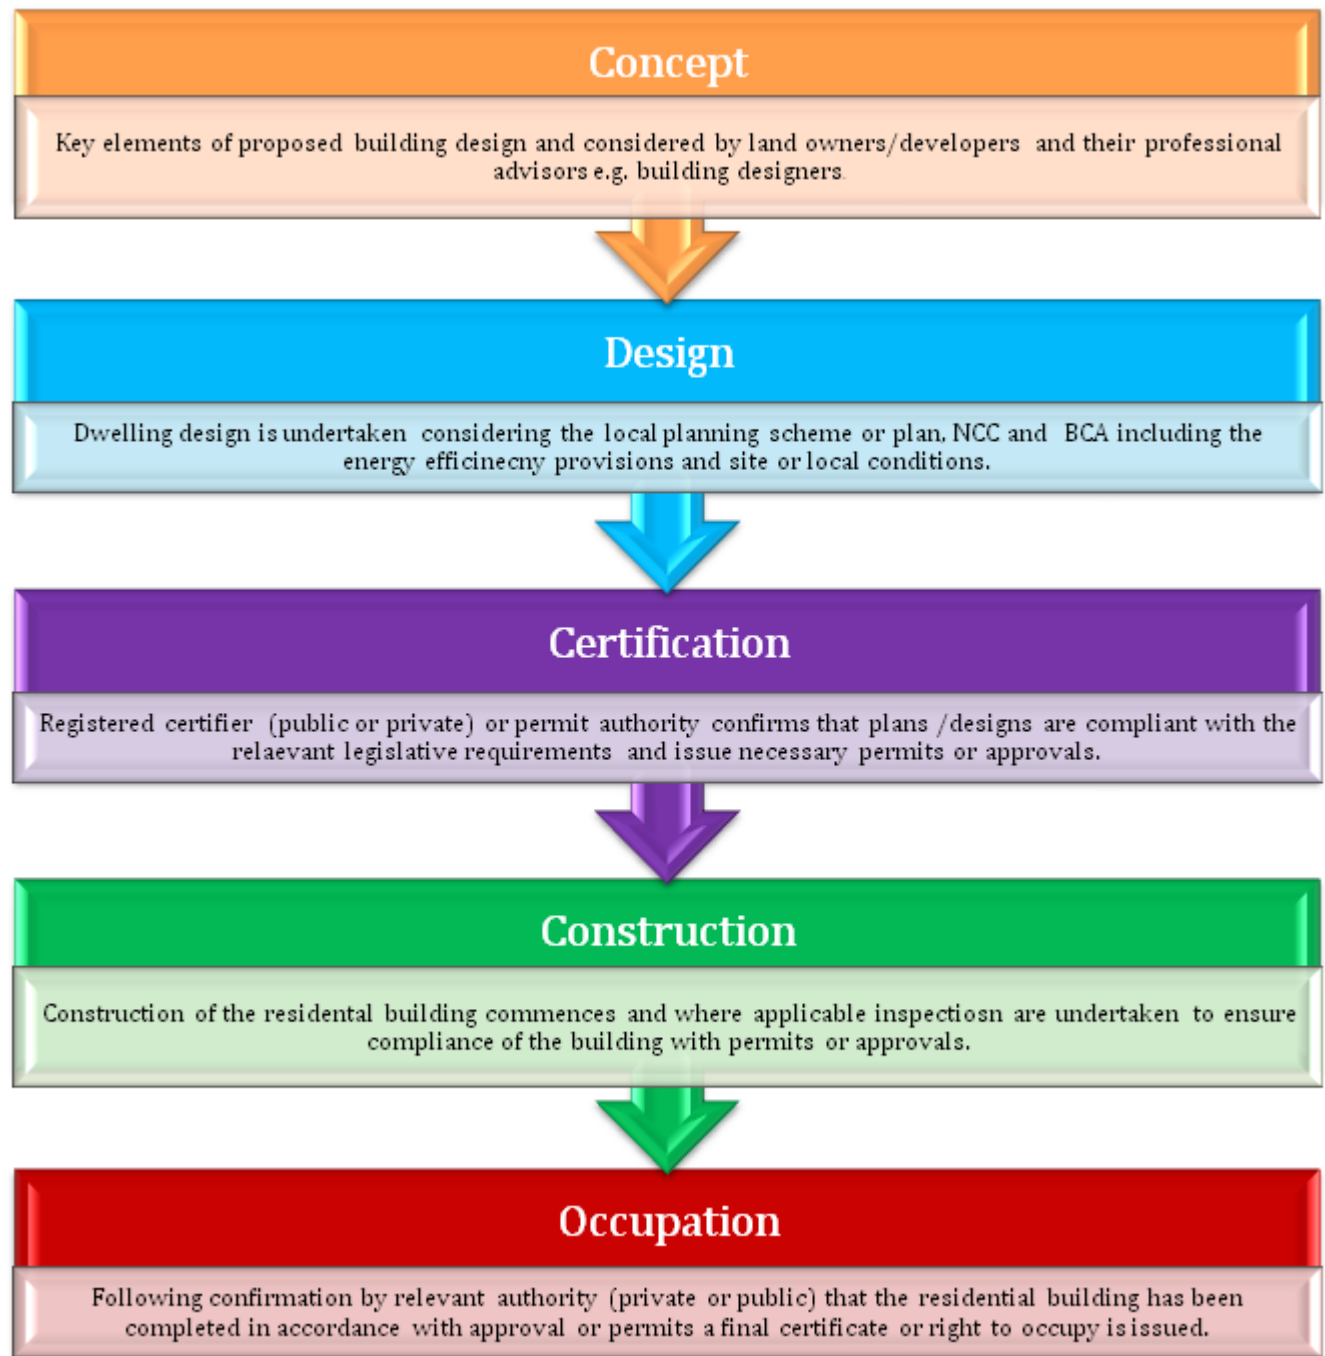 Concept
Key elements of proposed building design and considered by land owners/developers and their professional
advisors e.g. building designers.
Design
Dwelling design is undertaken considering the local planning scheme or plan, NCC and BCA including the
energy efficinecny provisions and site or local conditions.
Certification
Registered certifier (public or private) or permit authority confirms that plans /designs are compliant with the
relaevant legislative requirements and issue necessary permits or approvals.
Construction
Construction of the residental building commences and where applicable inspectiosn are undertaken to ensure
compliance of the building with permits or approvals.
Occupation
Following confirmation by relevant authority (private or public) that the residential building has been
completed in accordance with approval or permits a final certificate or right to occupy is issued.